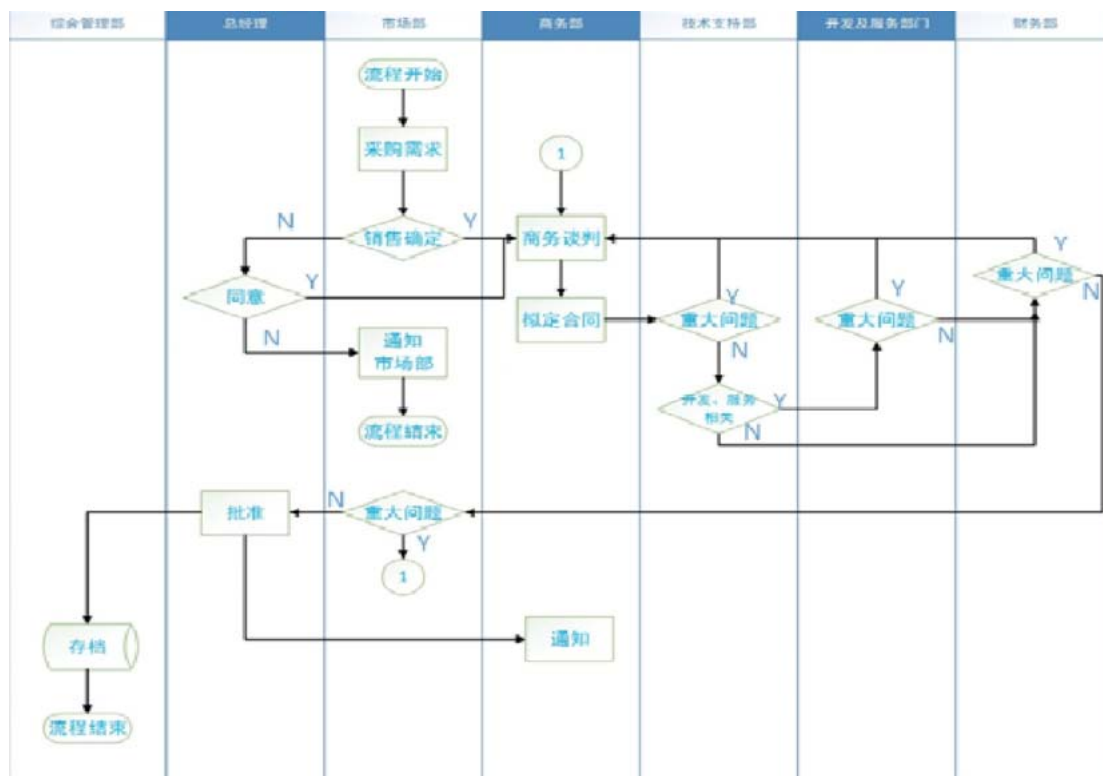 综合管理部
总经理
市场部
商务部
技术支持部
开发及服务部门
财务部
流程开始
采购需求
1
N
销售确定
Y
商务谈判
Y
重大问题
N
同意
Y
拟定合同
Y
重大问题
N
Y
重大问题
N
N
通知
市场部
开发、服务
相关
Y
N
流程结束
批准
N
重大问题
Y
1
存档
通知
流程结束